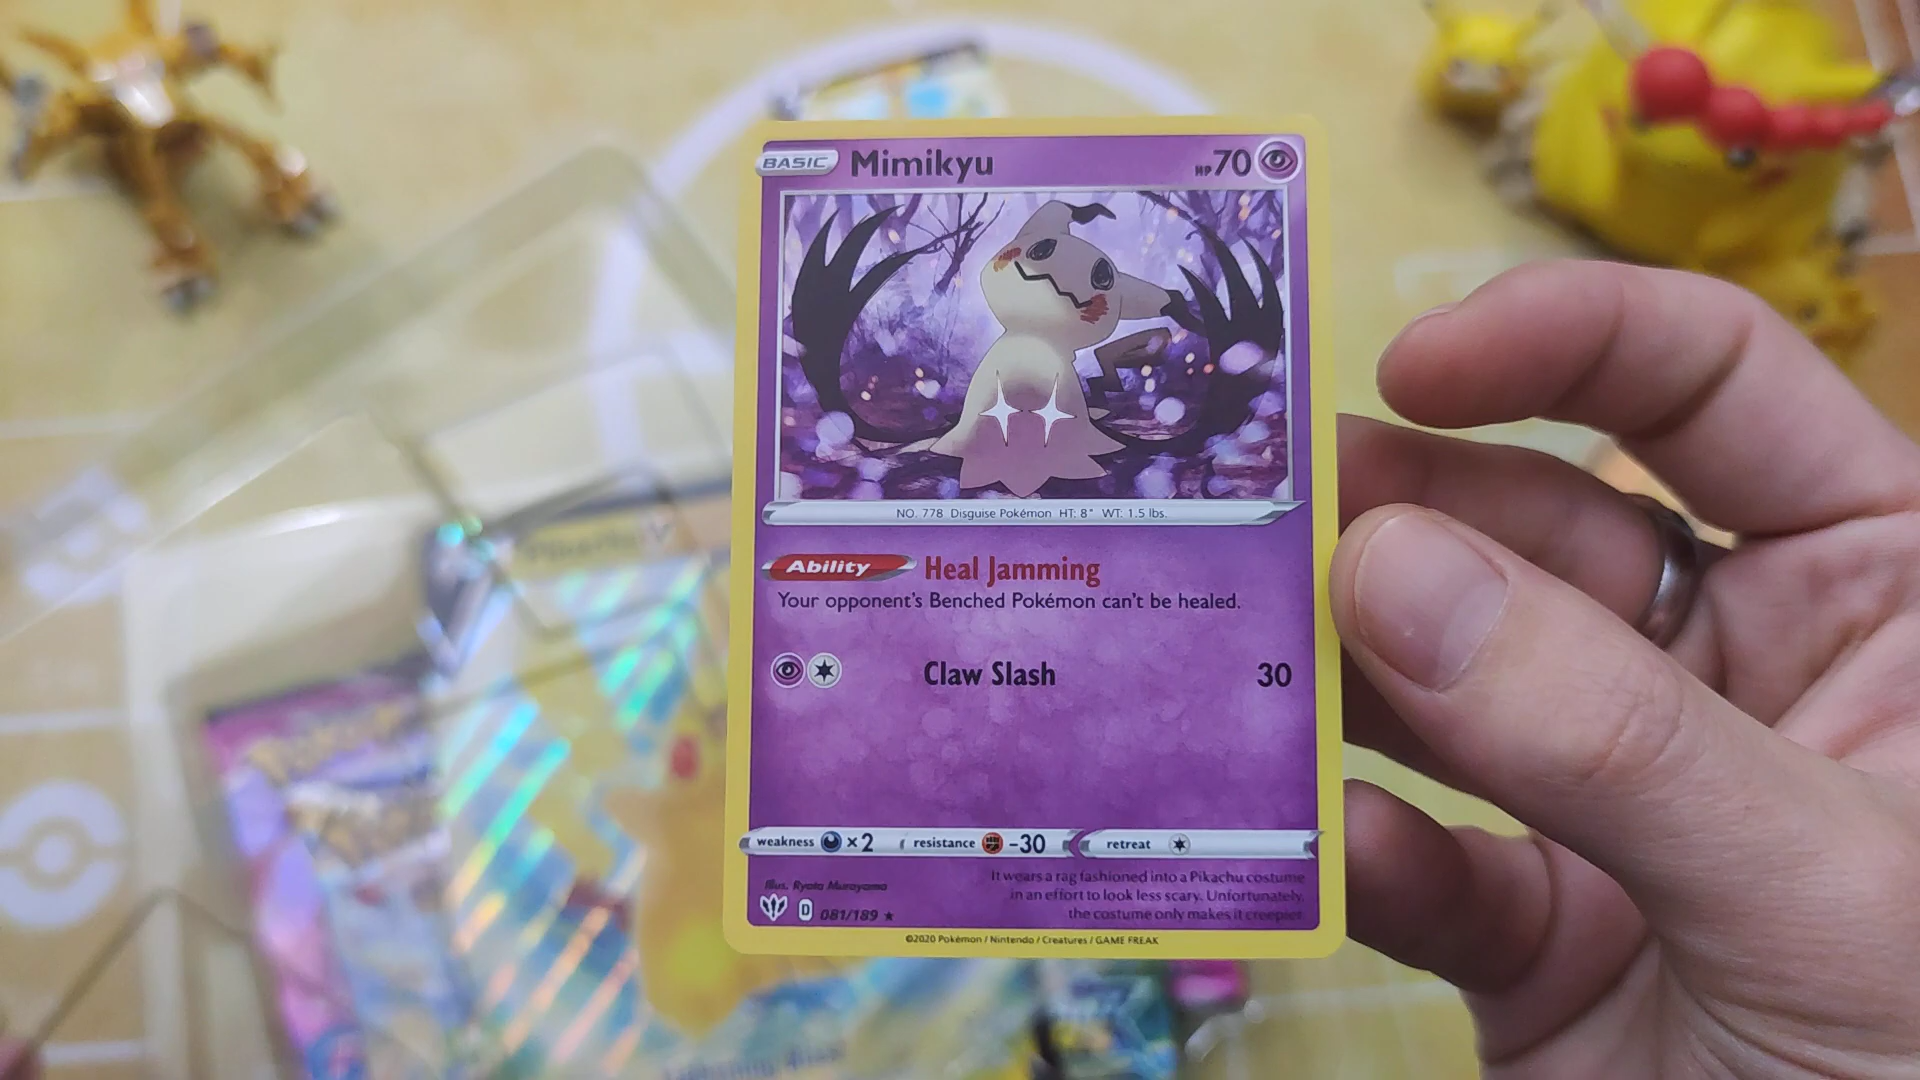 BASIC Mimikyu HP 70
NO. 778 Disguise Pokémon HT: 8" WT: 1.5 lbs.
Ability Heal Jamming
Your opponent's Benched Pokémon can't be healed.
Claw Slash 30
weakness ×2 resistance -30 retreat
Illus. Ryota Murayama
It wears a rag fashioned into a Pikachu costume
in an effort to look less scary. Unfortunately,
the costume only makes it creepier.
D 081/189 ★
©2020 Pokémon / Nintendo / Creatures / GAME FREAK
Pikachu V